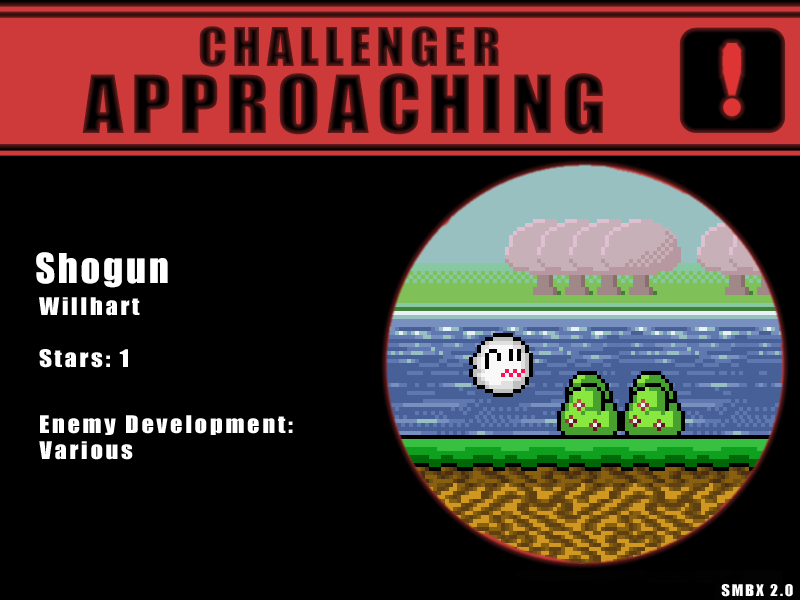 CHALLENGER
APPROACHING
!
Shogun
Willhart
Stars: 1
Enemy Development:
Various
SMBX 2.0